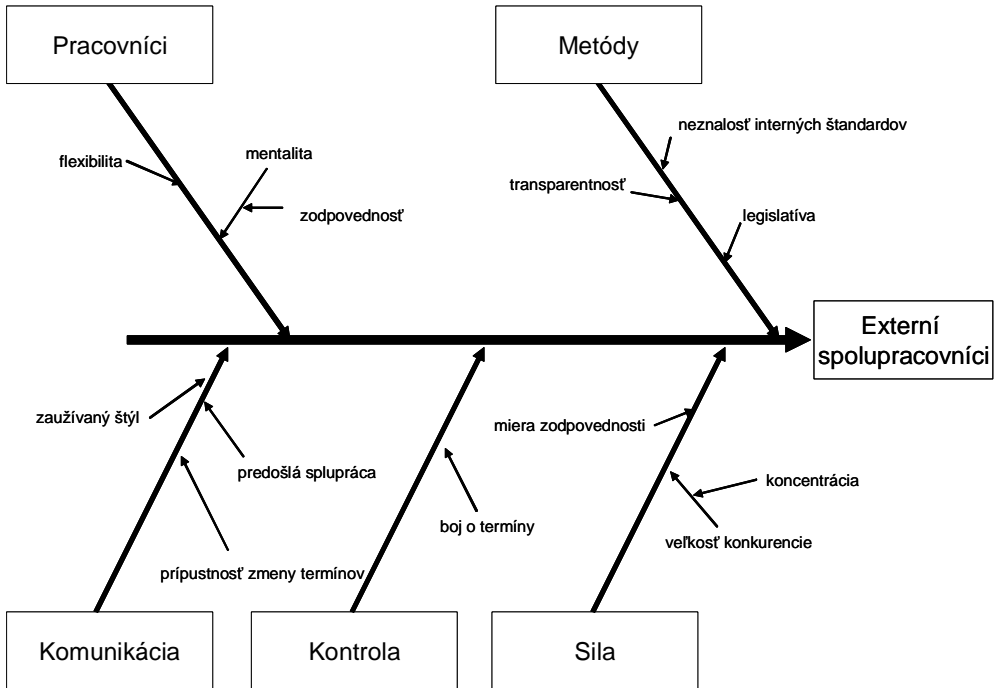 Pracovníci
Metódy
neznalosť interných štandardov
mentalita
flexibilita
transparentnosť
zodpovednosť
legislatíva
Externí
spolupracovníci
zaužívaný štýl
miera zodpovednosti
predošlá splupráca
koncentrácia
boj o termíny
veľkosť konkurencie
prípustnosť zmeny termínov
Komunikácia
Kontrola
Sila